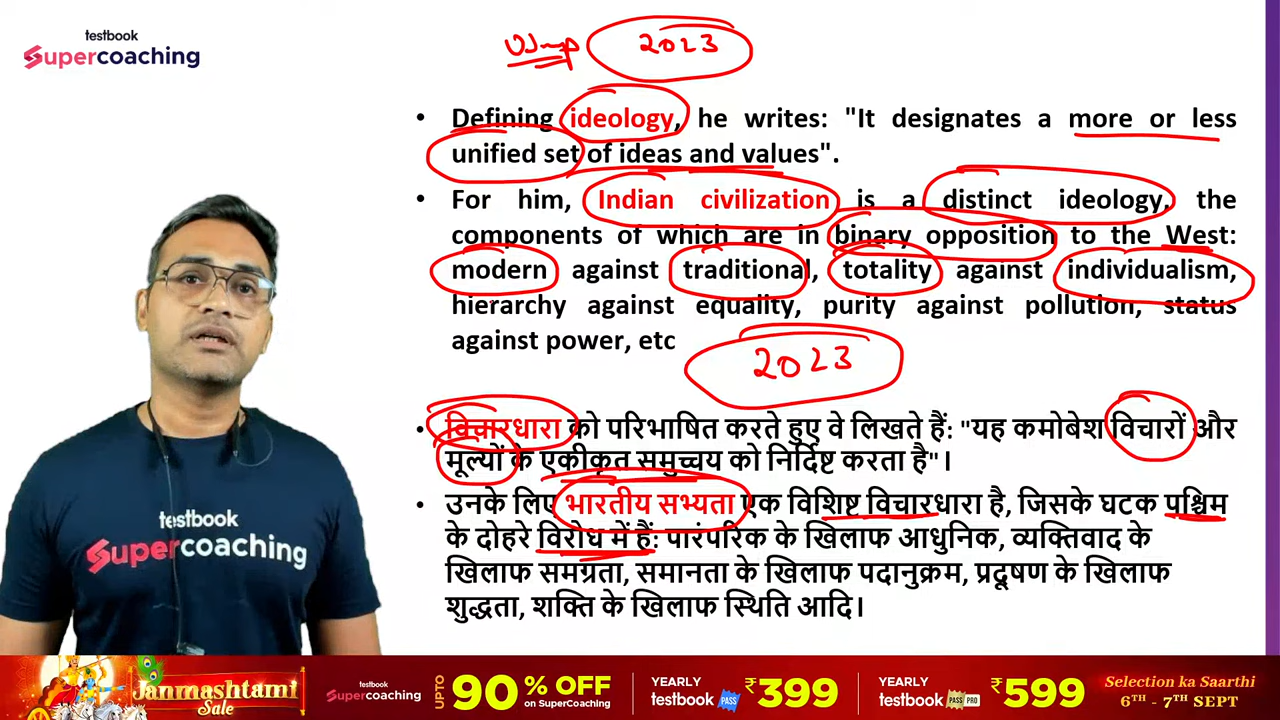 testbook
Supercoaching
V Imp 2023
• Defining ideology, he writes: "It designates a more or less
unified set of ideas and values".
• For him, Indian civilization is a distinct ideology, the
components of which are in binary opposition to the West:
modern against traditional, totality against individualism,
hierarchy against equality, purity against pollution, status
against power, etc
2023
• विचारधारा को परिभाषित करते हुए वे लिखते हैं: "यह कमोबेश विचारों और
मूल्यों के एकीकृत समुच्चय को निर्दिष्ट करता है"।
• उनके लिए भारतीय सभ्यता एक विशिष्ट विचारधारा है, जिसके घटक पश्चिम
के दोहरे विरोध में हैं: पारंपरिक के खिलाफ आधुनिक, व्यक्तिवाद के
खिलाफ समग्रता, समानता के खिलाफ पदानुक्रम, प्रदूषण के खिलाफ
शुद्धता, शक्ति के खिलाफ स्थिति आदि।
testbook
Supercoaching
Janmashtami
Sale
testbook
Supercoaching
UPTO 90% OFF
on SuperCoaching
YEARLY
testbook PASS
₹399
YEARLY
testbook PASS PRO
₹599
Selection ka Saarthi
6TH - 7TH SEPT